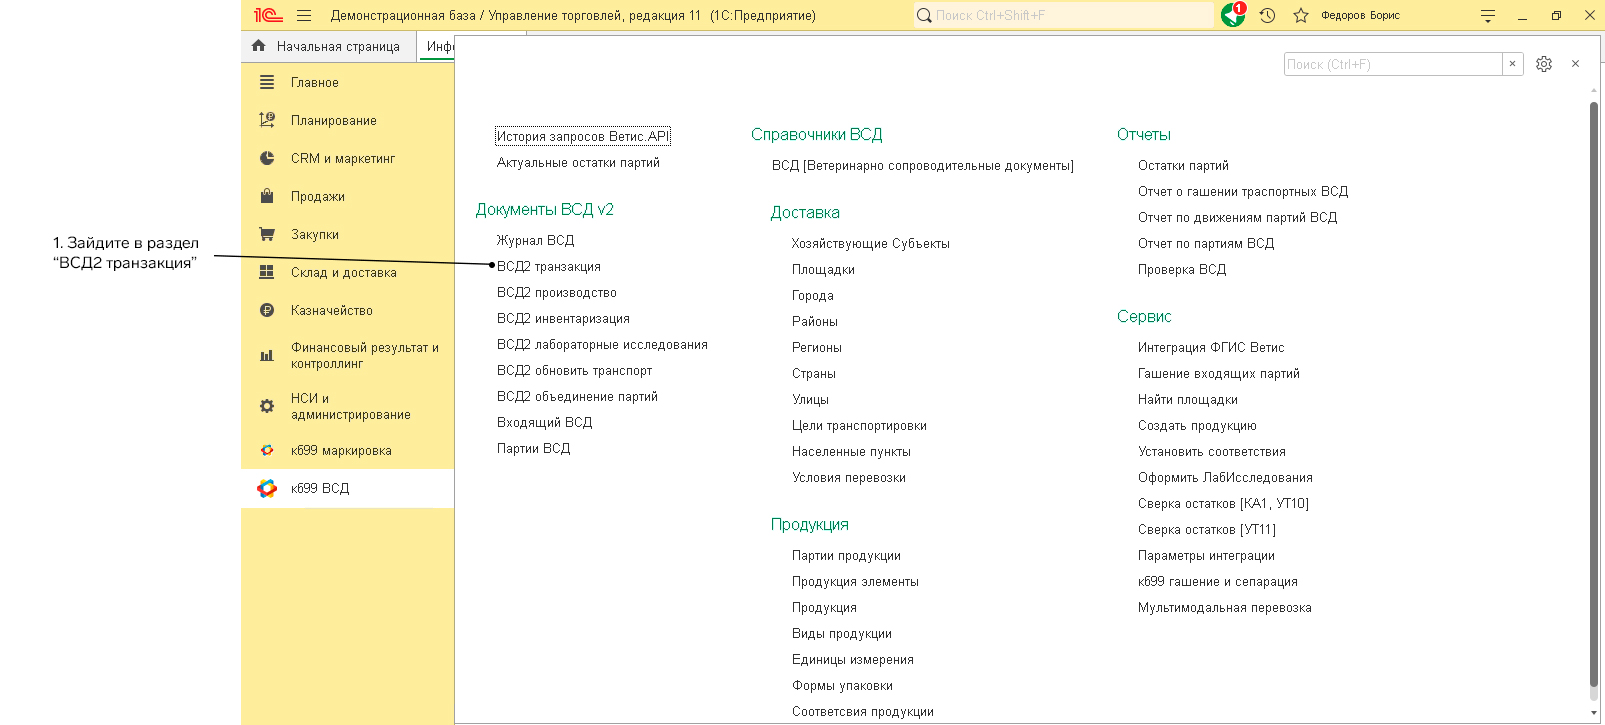 1С Демонстрационная база / Управление торговлей, редакция 11 (1С:Предприятие)
Поиск Ctrl+Shift+F
1
Федоров Борис
Начальная страница
Инфо
Главное
Планирование
CRM и маркетинг
Продажи
Закупки
Склад и доставка
Казначейство
Финансовый результат и
контроллинг
НСИ и
администрирование
кб99 маркировка
кб99 ВСД
1. Зайдите в раздел
“ВСД2 транзакция”
Поиск (Ctrl+F)
История запросов Ветис.API
Актуальные остатки партий
Документы ВСД v2
Журнал ВСД
ВСД2 транзакция
ВСД2 производство
ВСД2 инвентаризация
ВСД2 лабораторные исследования
ВСД2 обновить транспорт
ВСД2 объединение партий
Входящий ВСД
Партии ВСД
Справочники ВСД
ВСД [Ветеринарно сопроводительные документы]
Доставка
Хозяйствующие Субъекты
Площадки
Города
Районы
Регионы
Страны
Улицы
Цели транспортировки
Населенные пункты
Условия перевозки
Продукция
Партии продукции
Продукция элементы
Продукция
Виды продукции
Единицы измерения
Формы упаковки
Соответсвия продукции
Отчеты
Остатки партий
Отчет о гашении траспортных ВСД
Отчет по движениям партий ВСД
Отчет по партиям ВСД
Проверка ВСД
Сервис
Интеграция ФГИС Ветис
Гашение входящих партий
Найти площадки
Создать продукцию
Установить соответствия
Оформить ЛабИсследования
Сверка остатков [КА1, УТ10]
Сверка остатков [УТ11]
Параметры интеграции
кб99 гашение и сепарация
Мультимодальная перевозка